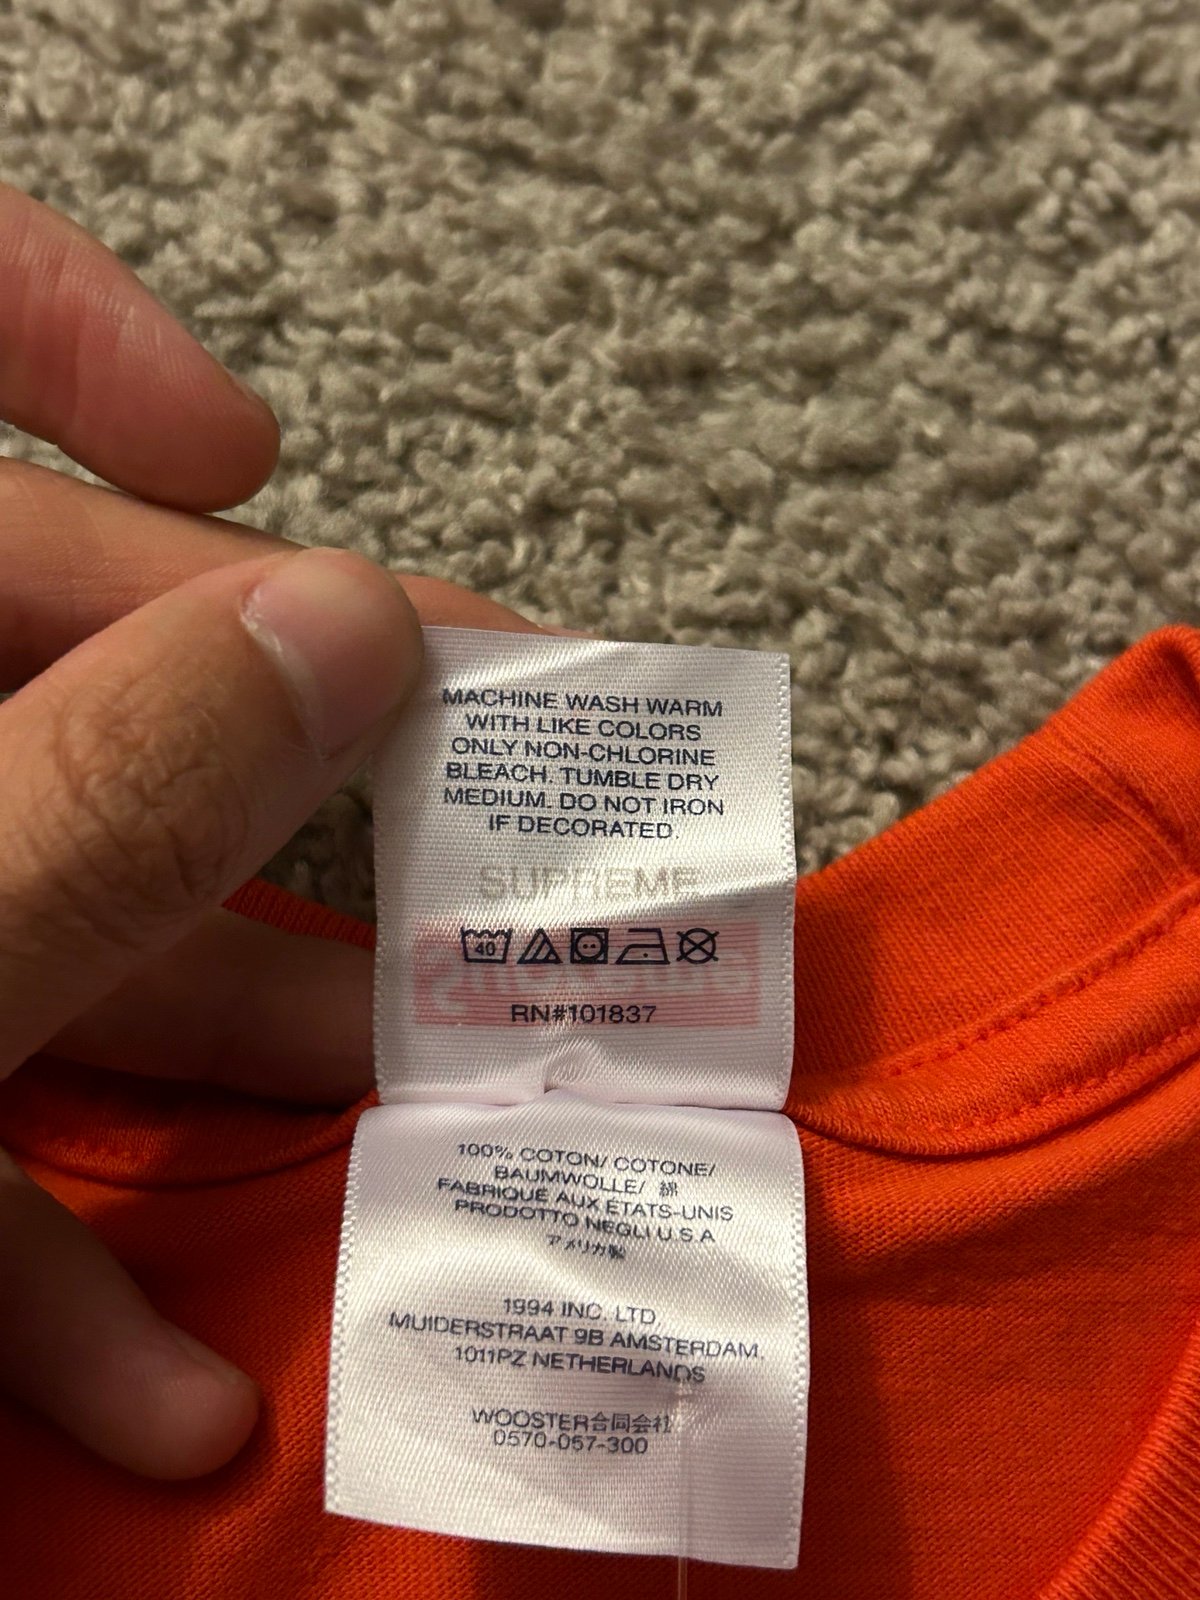 MACHINE WASH WARM
WITH LIKE COLORS
ONLY NON-CHLORINE
BLEACH. TUMBLE DRY
MEDIUM. DO NOT IRON
IF DECORATED.
SUPREME
40
RN#101837
100% COTON/ COTONE/
BAUMWOLLE/ 綿
FABRIQUÉ AUX ÉTATS-UNIS
PRODOTTO NEGLI U.S.A
アメリカ製
1994 INC. LTD,
MUIDERSTRAAT 9B AMSTERDAM,
1011PZ NETHERLANDS
WOOSTER合同会社
0570-057-300